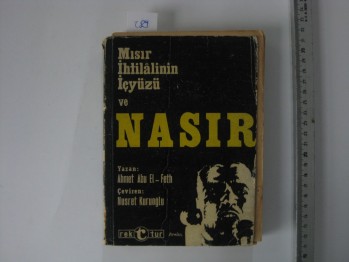 Mısır
İhtilâlinin
İçyüzü
ve
NASIR
Yazan:
Ahmet Abu El-Feth
Çeviren:
Nusret Kuruoğlu